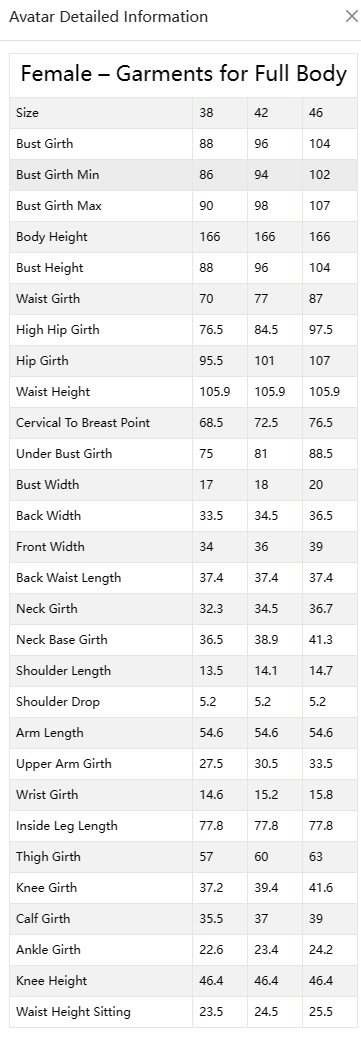 Avatar Detailed Information
Female – Garments for Full Body
Size 38 42 46
Bust Girth 88 96 104
Bust Girth Min 86 94 102
Bust Girth Max 90 98 107
Body Height 166 166 166
Bust Height 88 96 104
Waist Girth 70 77 87
High Hip Girth 76.5 84.5 97.5
Hip Girth 95.5 101 107
Waist Height 105.9 105.9 105.9
Cervical To Breast Point 68.5 72.5 76.5
Under Bust Girth 75 81 88.5
Bust Width 17 18 20
Back Width 33.5 34.5 36.5
Front Width 34 36 39
Back Waist Length 37.4 37.4 37.4
Neck Girth 32.3 34.5 36.7
Neck Base Girth 36.5 38.9 41.3
Shoulder Length 13.5 14.1 14.7
Shoulder Drop 5.2 5.2 5.2
Arm Length 54.6 54.6 54.6
Upper Arm Girth 27.5 30.5 33.5
Wrist Girth 14.6 15.2 15.8
Inside Leg Length 77.8 77.8 77.8
Thigh Girth 57 60 63
Knee Girth 37.2 39.4 41.6
Calf Girth 35.5 37 39
Ankle Girth 22.6 23.4 24.2
Knee Height 46.4 46.4 46.4
Waist Height Sitting 23.5 24.5 25.5